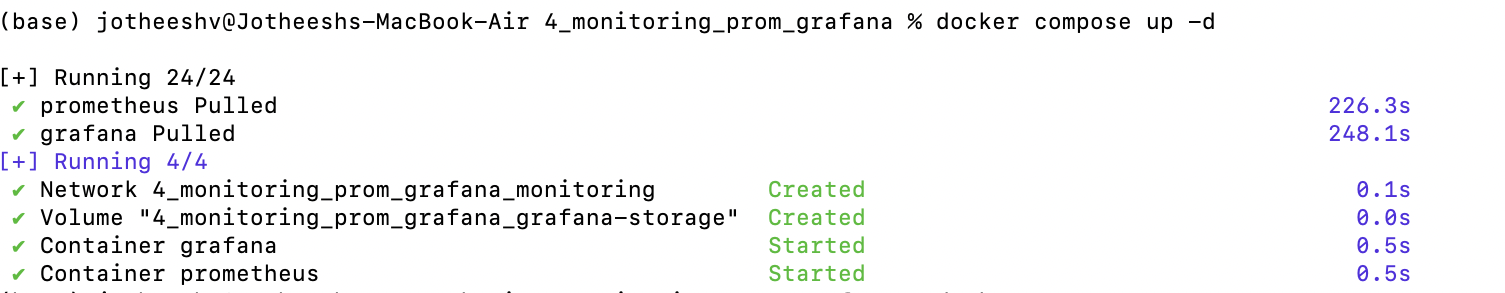 (base) jotheeshv@Jotheeshs-MacBook-Air 4_monitoring_prom_grafana % docker compose up -d
[+] Running 24/24
✔ prometheus Pulled 226.3s
✔ grafana Pulled 248.1s
[+] Running 4/4
✔ Network 4_monitoring_prom_grafana_monitoring Created 0.1s
✔ Volume "4_monitoring_prom_grafana_grafana-storage" Created 0.0s
✔ Container grafana Started 0.5s
✔ Container prometheus Started 0.5s